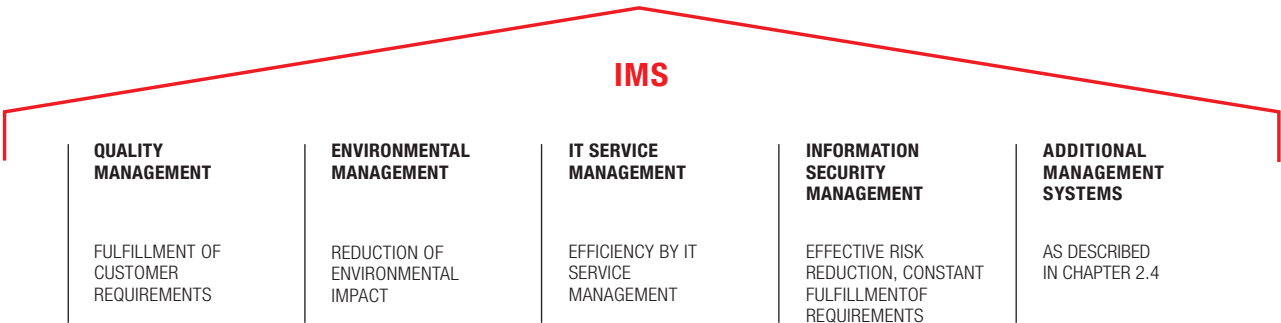 IMS
QUALITY
MANAGEMENT
FULFILLMENT OF
CUSTOMER
REQUIREMENTS
ENVIRONMENTAL
MANAGEMENT
REDUCTION OF
ENVIRONMENTAL
IMPACT
IT SERVICE
MANAGEMENT
EFFICIENCY BY IT
SERVICE
MANAGEMENT
INFORMATION
SECURITY
MANAGEMENT
EFFECTIVE RISK
REDUCTION, CONSTANT
FULFILLMENTOF
REQUIREMENTS
ADDITIONAL
MANAGEMENT
SYSTEMS
AS DESCRIBED
IN CHAPTER 2.4